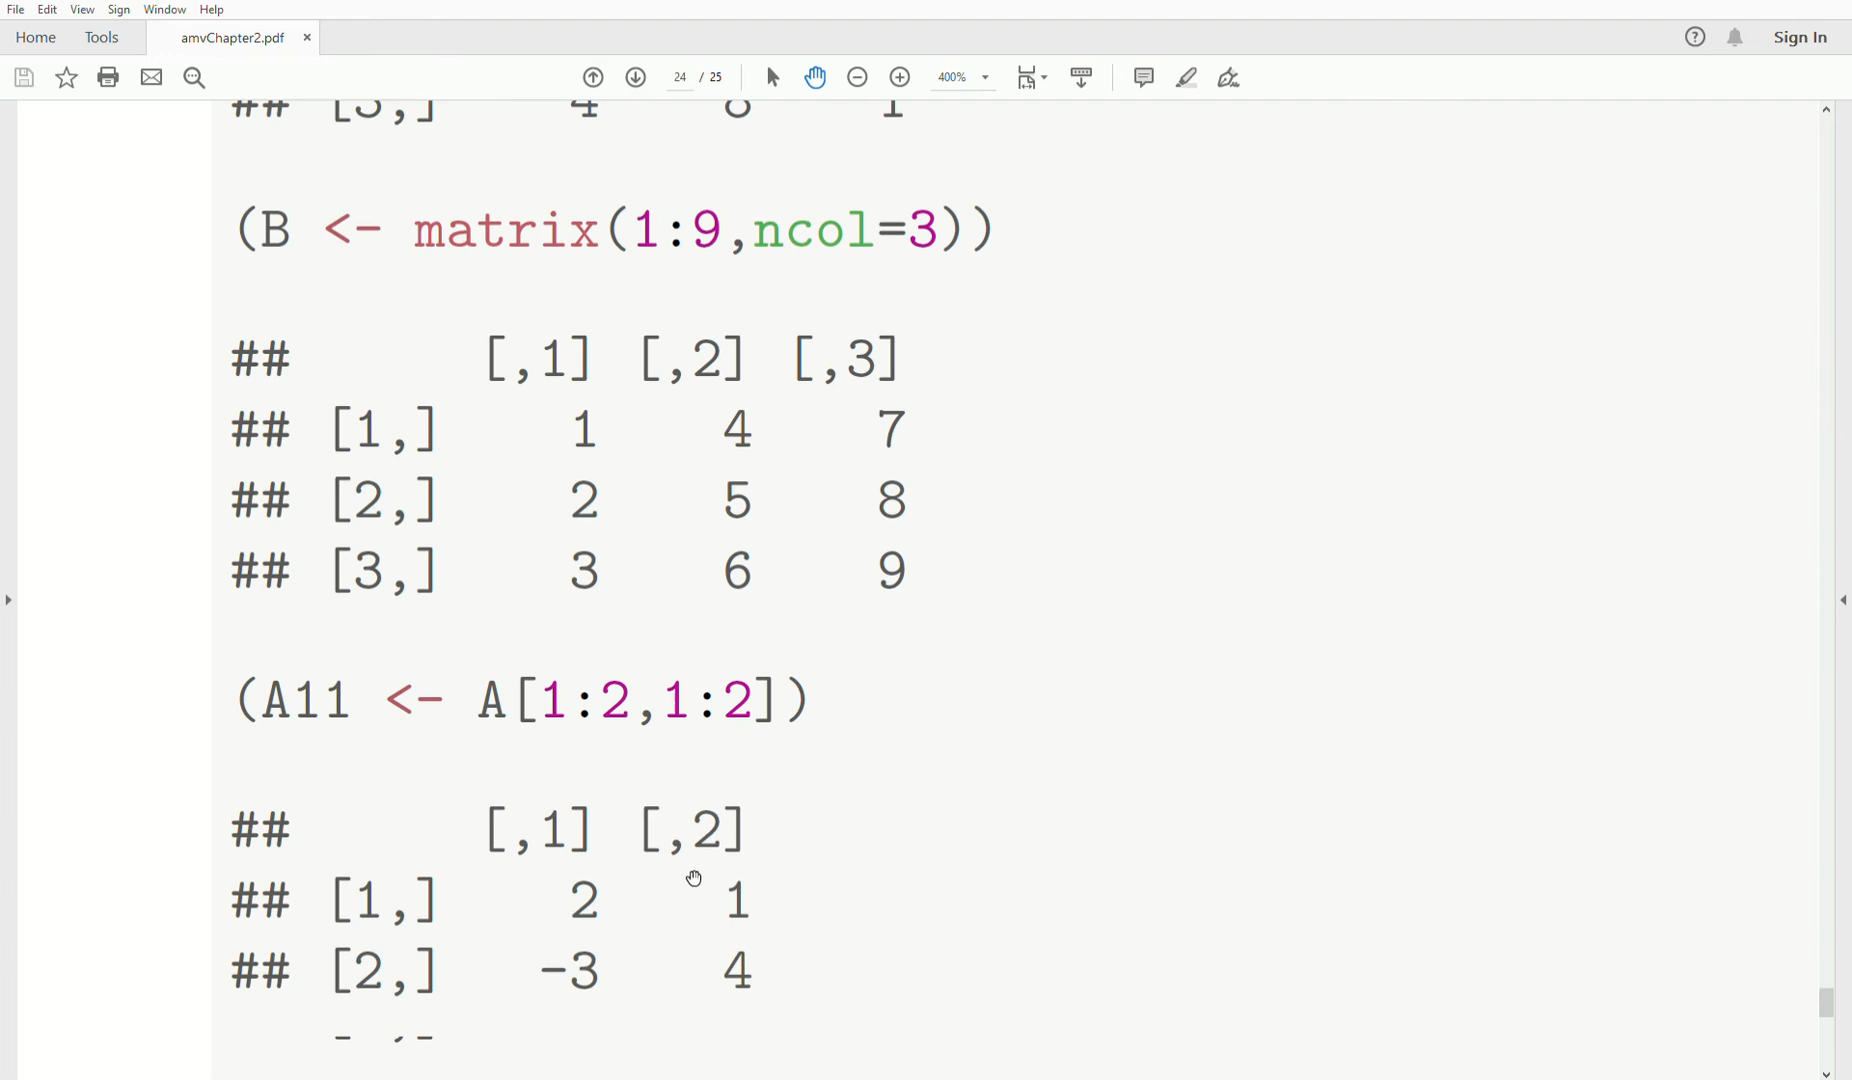 File Edit View Sign Window Help
Home Tools amvChapter2.pdf × Sign In
24 / 25 400%
(B <- matrix(1:9,ncol=3))
## [,1] [,2] [,3]
## [1,] 1 4 7
## [2,] 2 5 8
## [3,] 3 6 9
(A11 <- A[1:2,1:2])
## [,1] [,2]
## [1,] 2 1
## [2,] -3 4